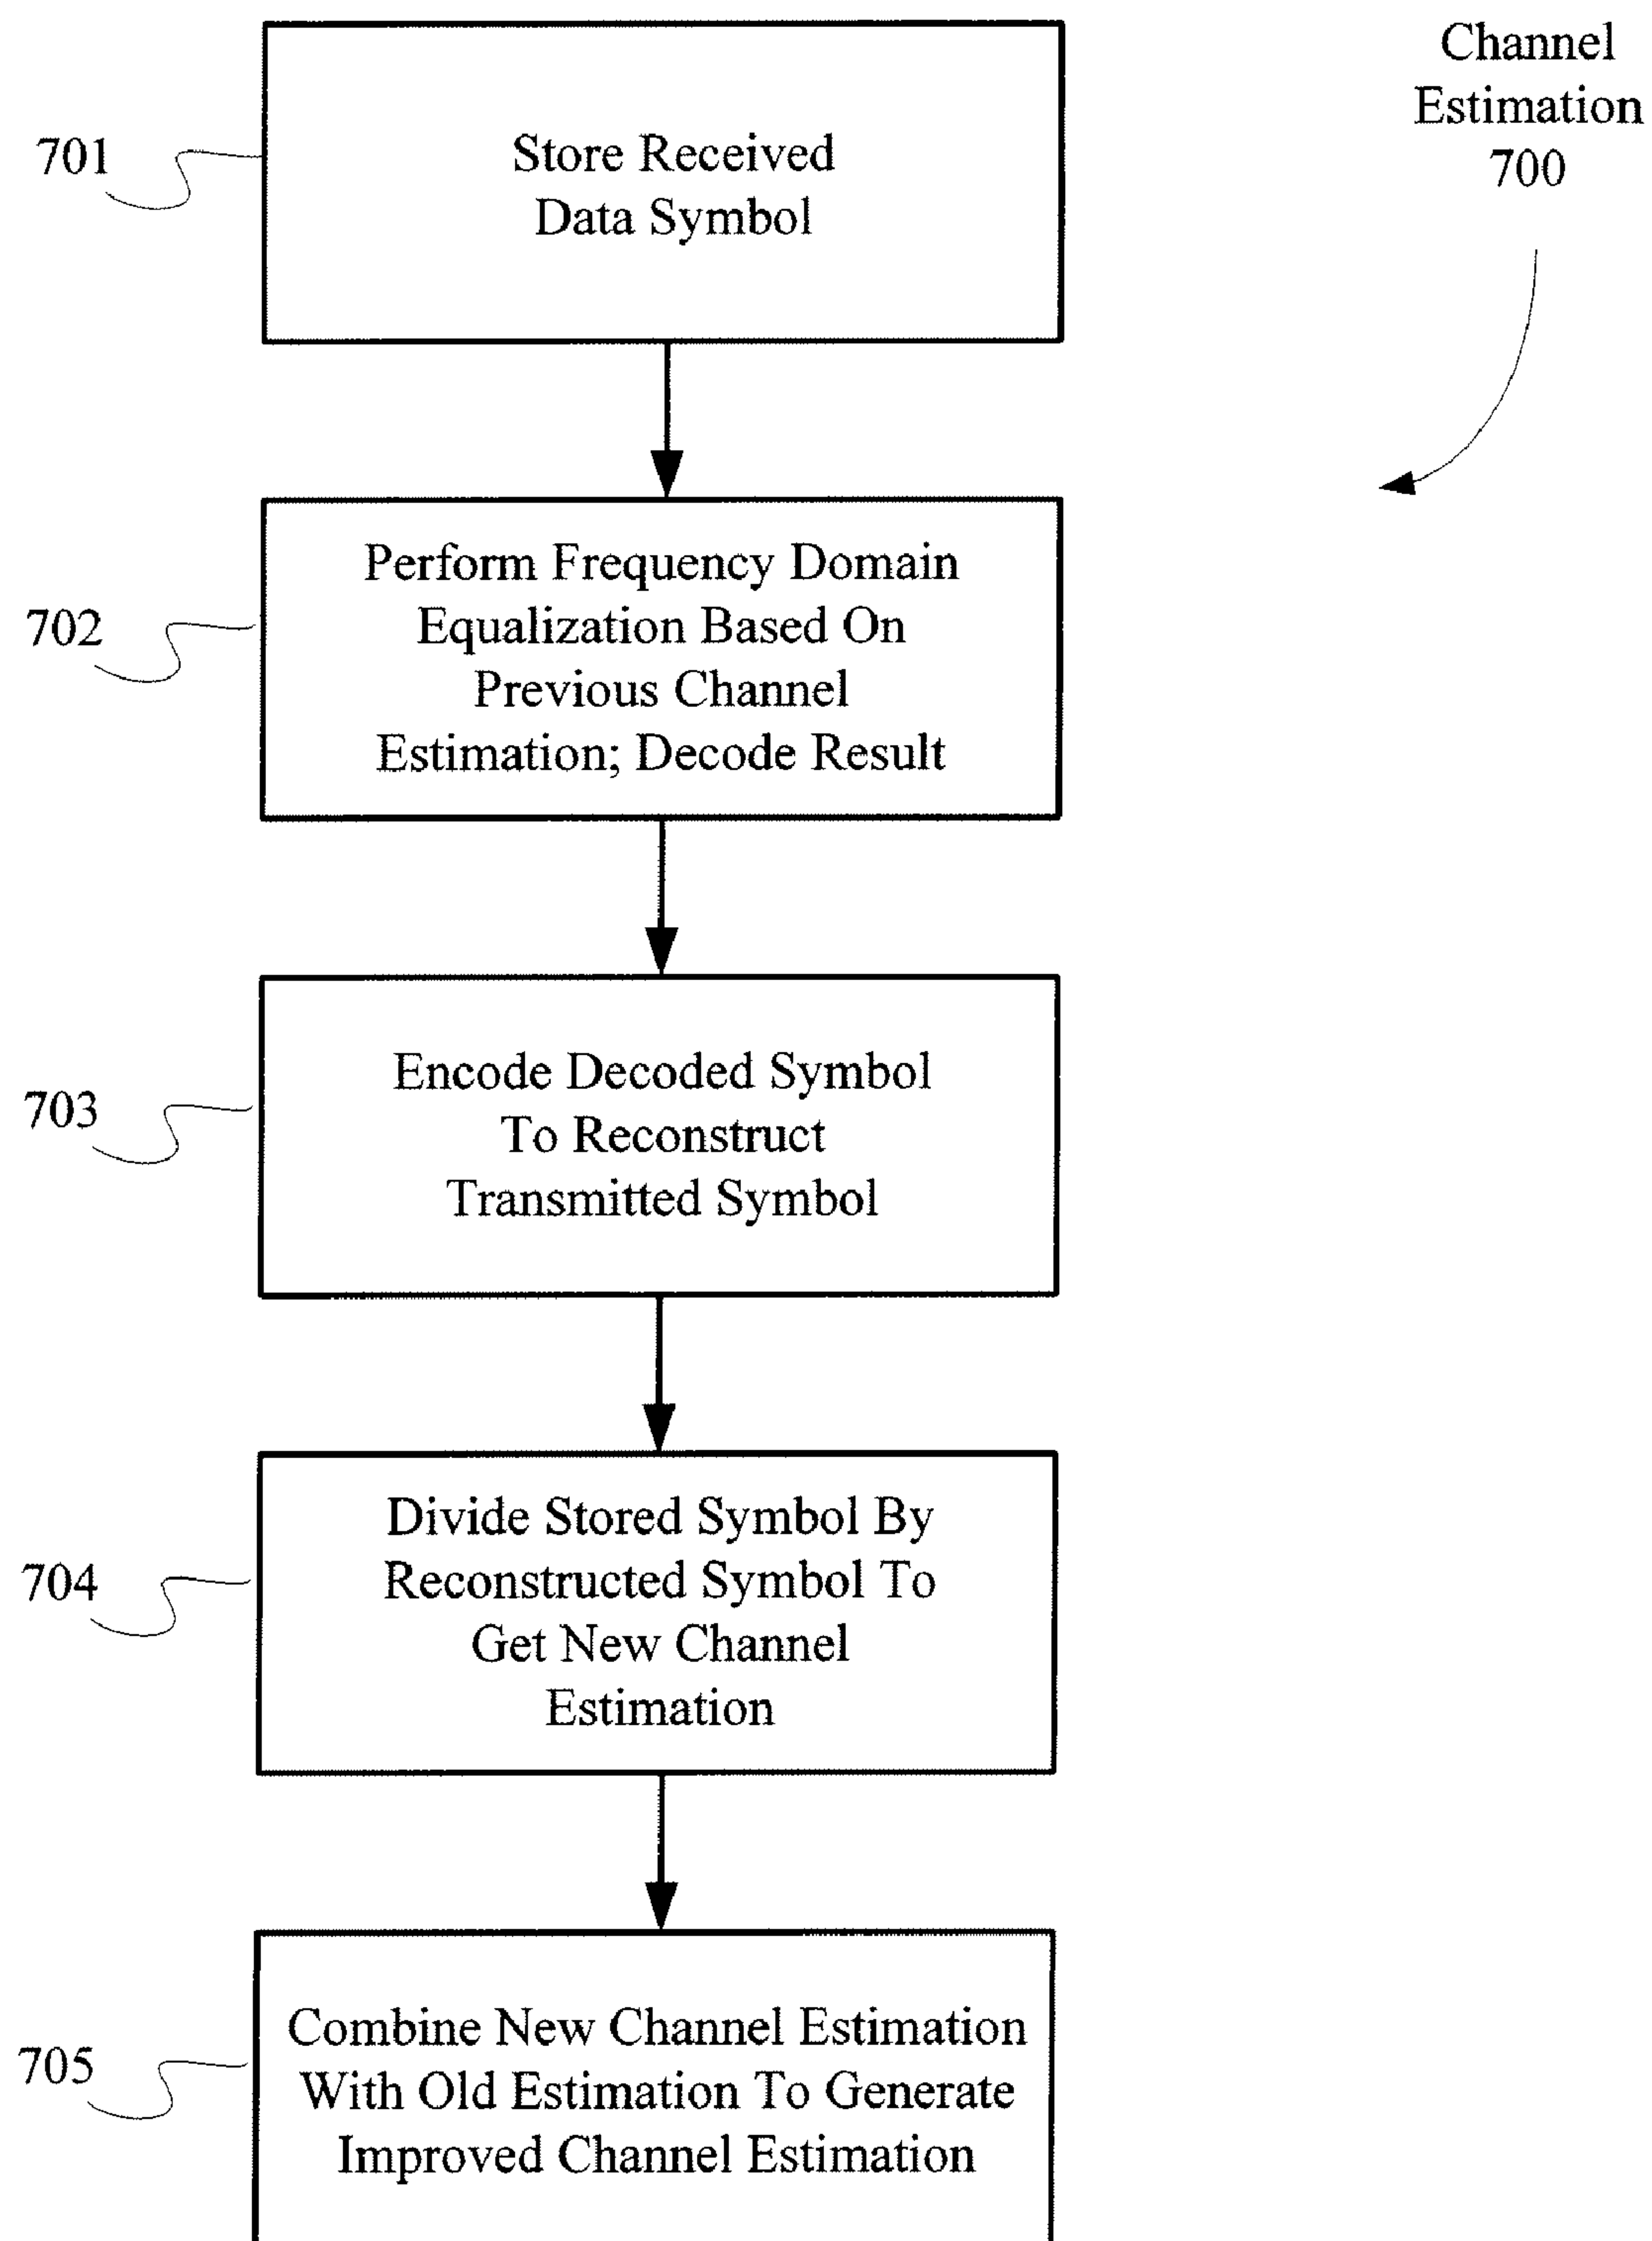 Channel
Estimation
700
701
Store Received
Data Symbol
702
Perform Frequency Domain
Equalization Based On
Previous Channel
Estimation; Decode Result
703
Encode Decoded Symbol
To Reconstruct
Transmitted Symbol
704
Divide Stored Symbol By
Reconstructed Symbol To
Get New Channel
Estimation
705
Combine New Channel Estimation
With Old Estimation To Generate
Improved Channel Estimation